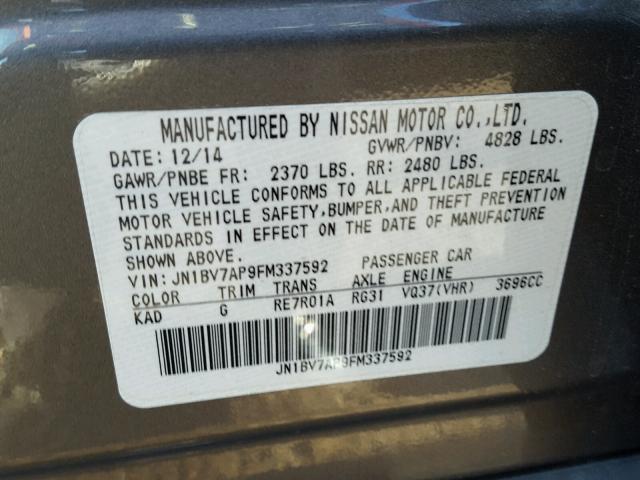 MANUFACTURED BY NISSAN MOTOR CO.,LTD.
DATE: 12/14 GVWR/PNBV: 4828 LBS.
GAWR/PNBE FR: 2370 LBS. RR: 2480 LBS.
THIS VEHICLE CONFORMS TO ALL APPLICABLE FEDERAL
MOTOR VEHICLE SAFETY,BUMPER,AND THEFT PREVENTION
STANDARDS IN EFFECT ON THE DATE OF MANUFACTURE
SHOWN ABOVE.
VIN: JN1BV7AP9FM337592 PASSENGER CAR
COLOR TRIM TRANS AXLE ENGINE
KAD G RE7R01A RG31 VQ37(VHR) 3696CC
JN1BV7AP9FM337592